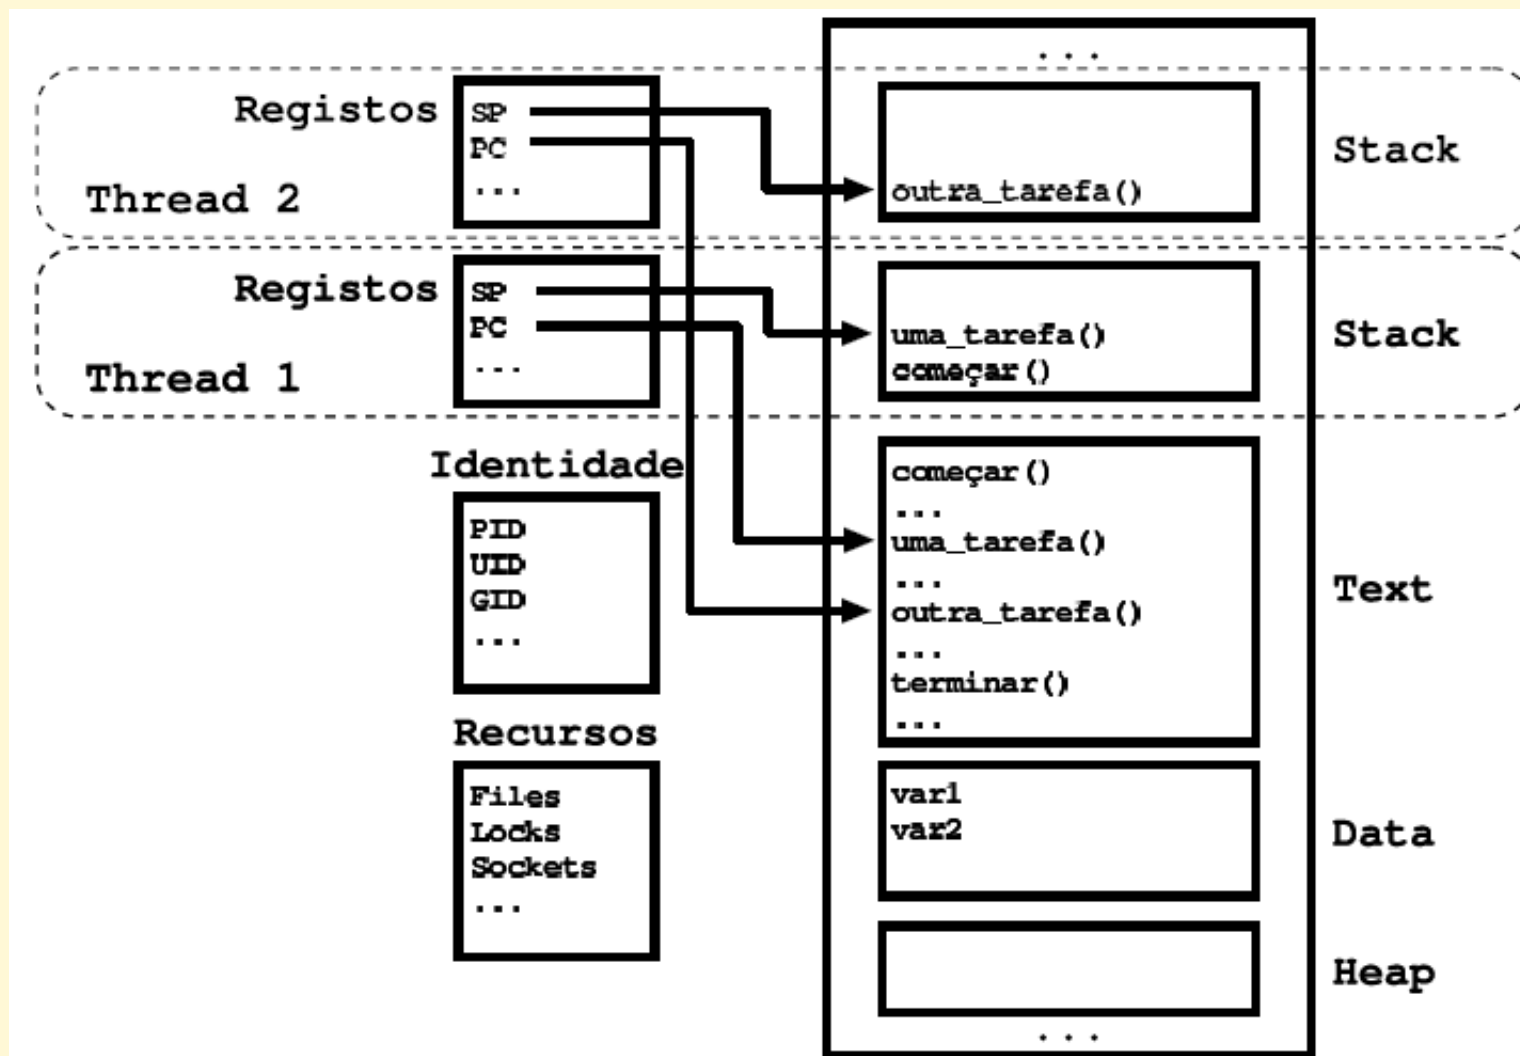 ...
Registos
SP
PC
...
Thread 2
outra_tarefa()
Stack
Registos
SP
PC
...
Thread 1
uma_tarefa()
começar()
Stack
Identidade
PID
UID
GID
...
começar()
...
uma_tarefa()
...
outra_tarefa()
...
terminar()
...
Text
Recursos
Files
Locks
Sockets
...
var1
var2
Data
Heap
...